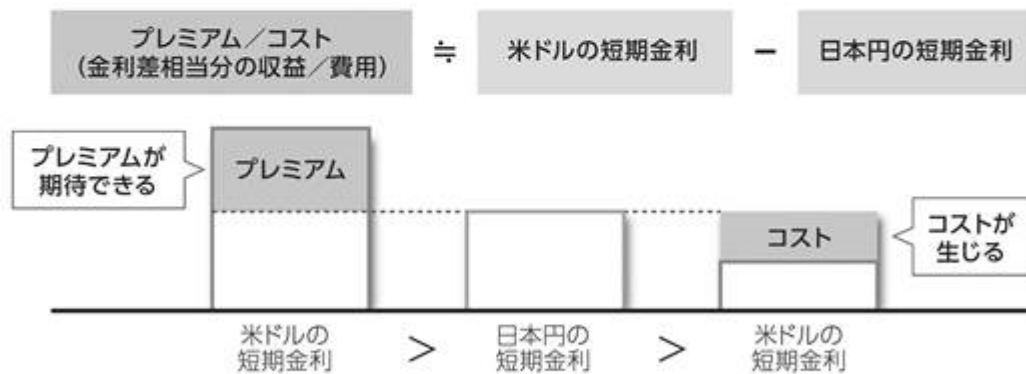 プレミアム／コスト
（金利差相当分の収益／費用）
≒
米ドルの短期金利
−
日本円の短期金利
プレミアムが
期待できる
プレミアム
コスト
コストが
生じる
米ドルの
短期金利
＞
日本円の
短期金利
＞
米ドルの
短期金利